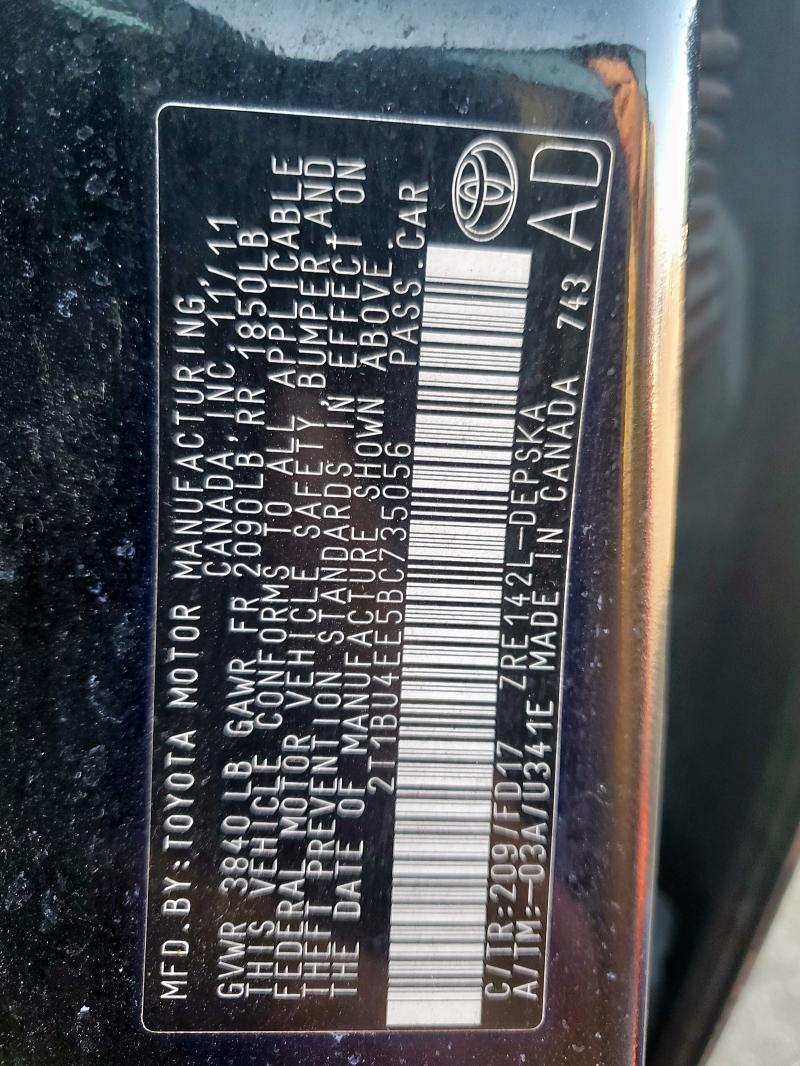 MFD.BY:TOYOTA MOTOR MANUFACTURING,
CANADA, INC. 11/11
GVWR 3840LB GAWR FR 2090LB RR 1850LB
THIS VEHICLE CONFORMS TO ALL APPLICABLE
FEDERAL MOTOR VEHICLE SAFETY, BUMPER AND
THEFT PREVENTION STANDARDS IN EFFECT ON
THE DATE OF MANUFACTURE SHOWN ABOVE.
2T1BU4EE5BC735056 PASS.CAR
C/TR:209/FD17 ZRE142L-DEPSKA
A/TM:-03A/U341E MADE IN CANADA 743
AD